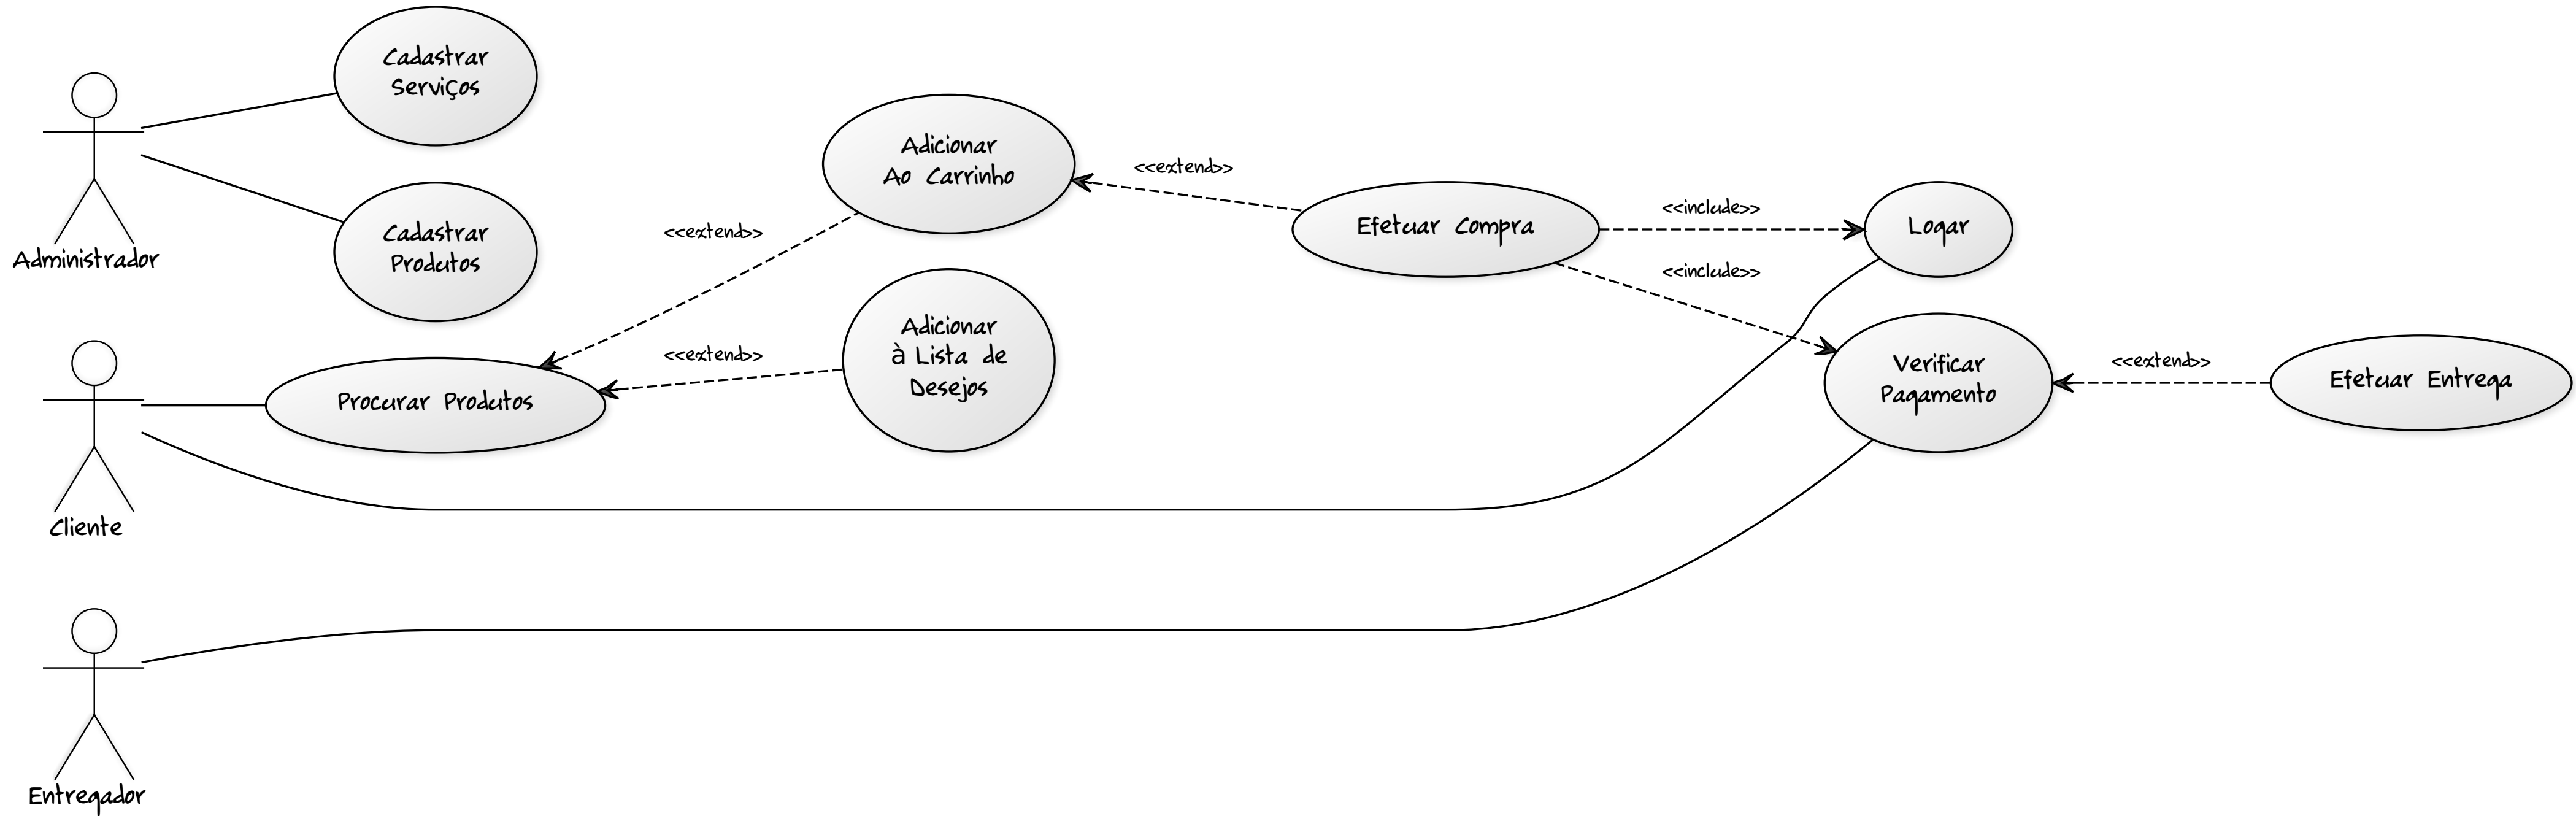 Cadastrar
Serviços
Administrador
Cadastrar
Produtos
Adicionar
Ao Carrinho
<<extend>>
<<extend>>
Efetuar Compra
<<include>>
<<include>>
Logar
Adicionar
à Lista de
Desejos
<<extend>>
Procurar Produtos
Verificar
Pagamento
<<extend>>
Efetuar Entrega
Cliente
Entregador